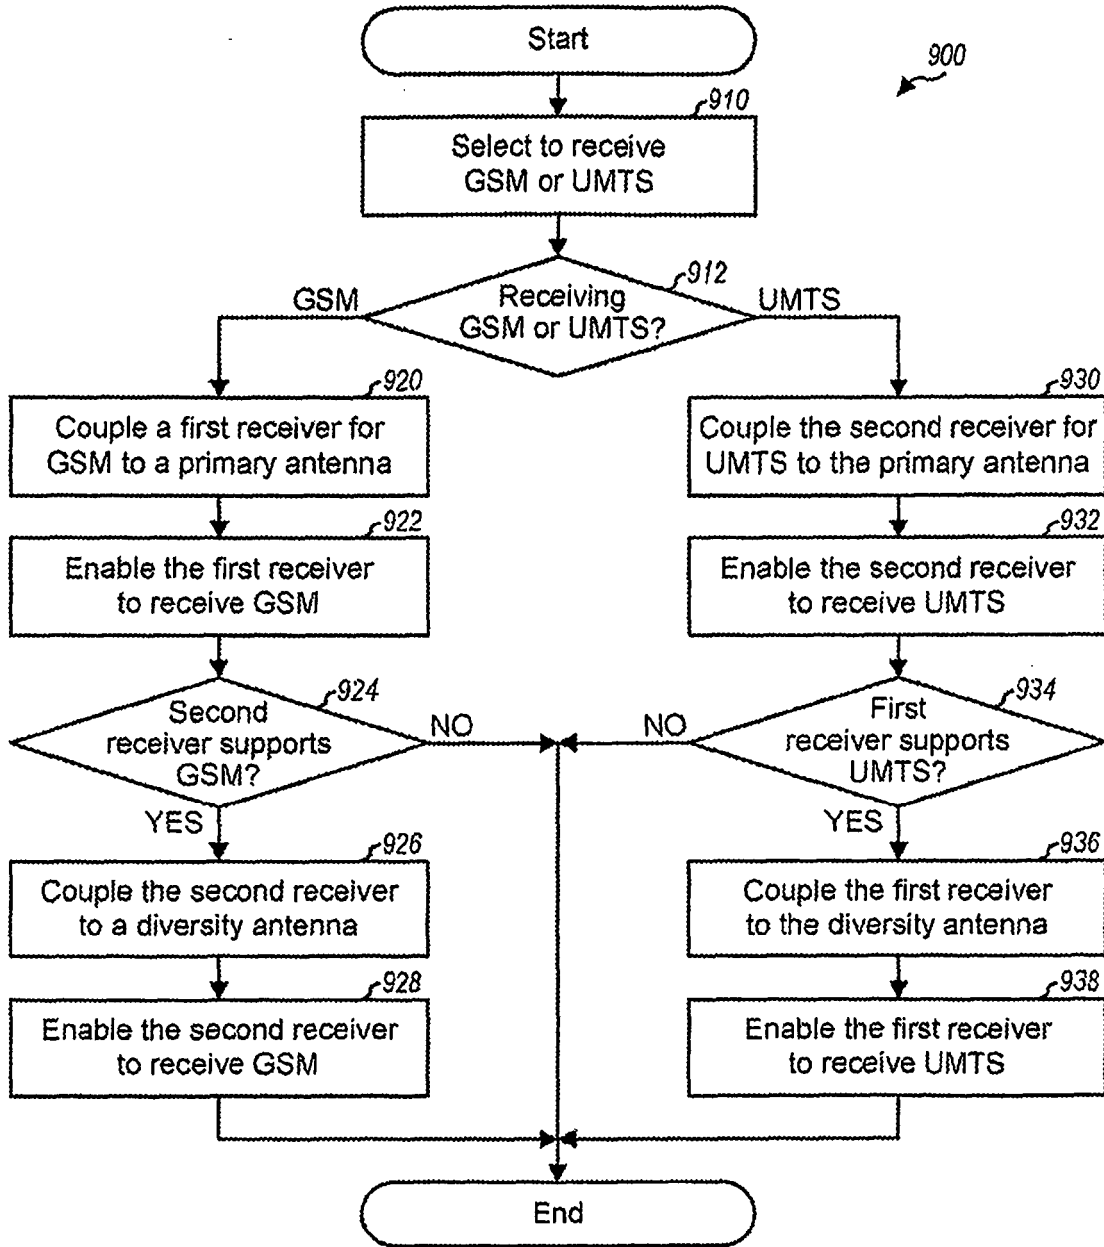 Start
900
910
Select to receive
GSM or UMTS
912
GSM
Receiving
GSM or UMTS?
UMTS
920
Couple a first receiver for
GSM to a primary antenna
930
Couple the second receiver for
UMTS to the primary antenna
922
Enable the first receiver
to receive GSM
932
Enable the second receiver
to receive UMTS
924
Second
receiver supports
GSM?
NO
YES
934
First
receiver supports
UMTS?
NO
YES
926
Couple the second receiver
to a diversity antenna
936
Couple the first receiver
to the diversity antenna
928
Enable the second receiver
to receive GSM
938
Enable the first receiver
to receive UMTS
End